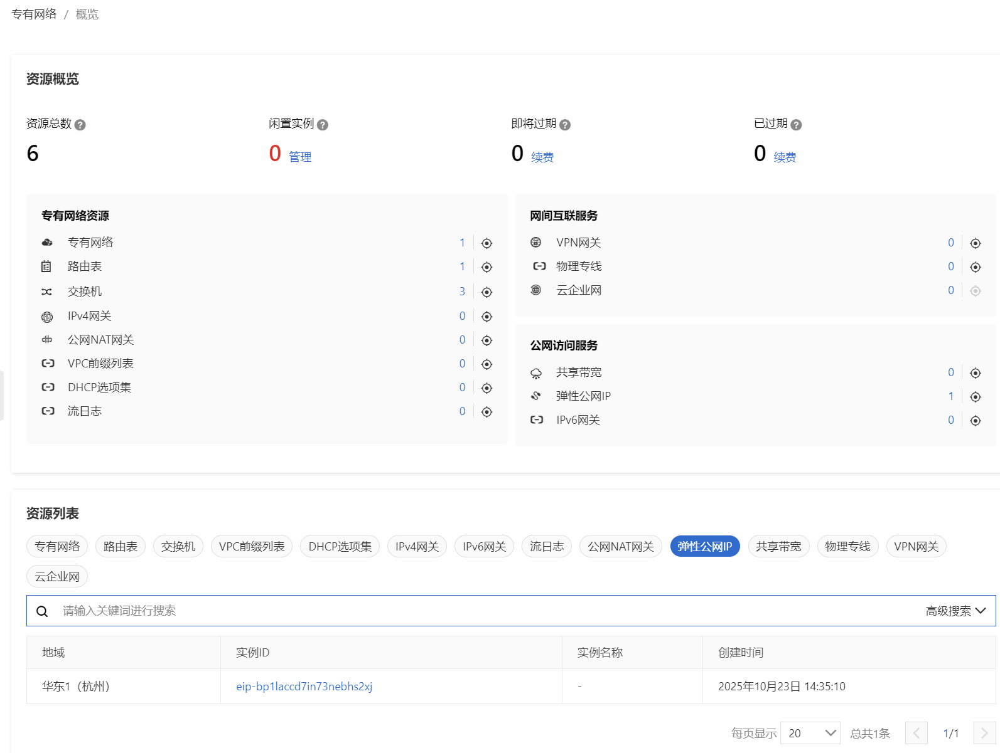 专有网络 / 概览
资源概览
资源总数
6
闲置实例
0 管理
即将过期
0 续费
已过期
0 续费
专有网络资源
专有网络 1
路由表 1
交换机 3
IPv4网关 0
公网NAT网关 0
VPC前缀列表 0
DHCP选项集 0
流日志 0
网间互联服务
VPN网关 0
物理专线 0
云企业网 0
公网访问服务
共享带宽 0
弹性公网IP 1
IPv6网关 0
资源列表
专有网络 路由表 交换机 VPC前缀列表 DHCP选项集 IPv4网关 IPv6网关 流日志 公网NAT网关 弹性公网IP 共享带宽 物理专线 VPN网关
云企业网
请输入关键词进行搜索 高级搜索
地域 实例ID 实例名称 创建时间
华东1（杭州） eip-bp1laccd7in73nebhs2xj - 2025年10月23日 14:35:10
每页显示 20 总共1条 1/1